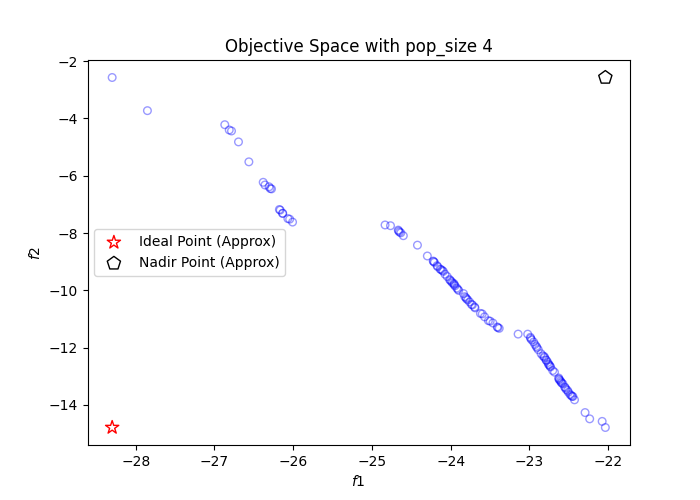 Objective Space with pop_size 4
−2
−4
−6
−8
−10
−12
−14
f2
Ideal Point (Approx)
Nadir Point (Approx)
−28
−27
−26
−25
−24
−23
−22
f1